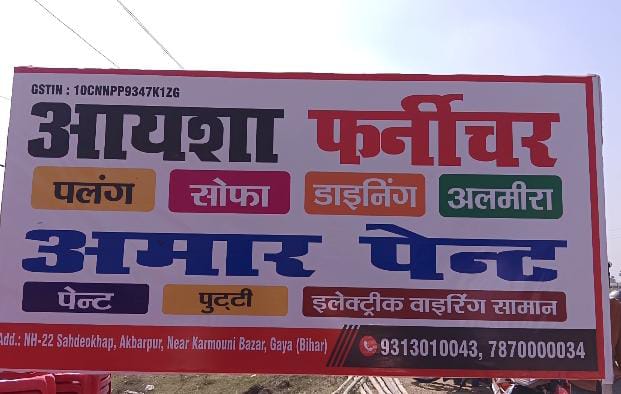 GSTIN : 10CNNPP9347K1ZG
आयशा फर्नीचर
पलंग सोफा डाइनिंग अलमीरा
अमार पेन्ट
पेन्ट पुट्टी इलेक्ट्रीक वाइरिंग सामान
Add.: NH-22 Sahdeokhap, Akbarpur, Near Karmouni Bazar, Gaya (Bihar) 9313010043, 7870000034